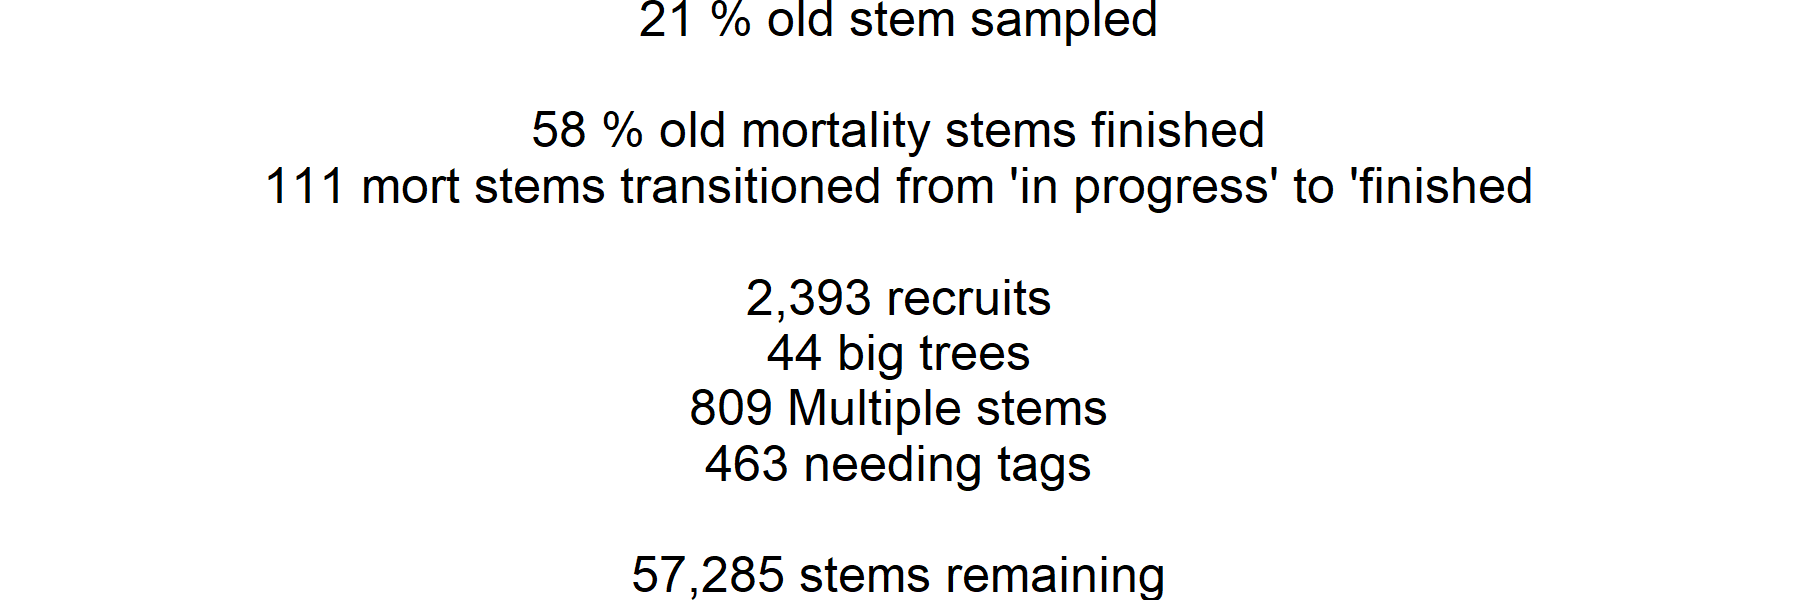 21 % old stem sampled
58 % old mortality stems finished
111 mort stems transitioned from 'in progress' to 'finished
2,393 recruits
44 big trees
809 Multiple stems
463 needing tags
57,285 stems remaining